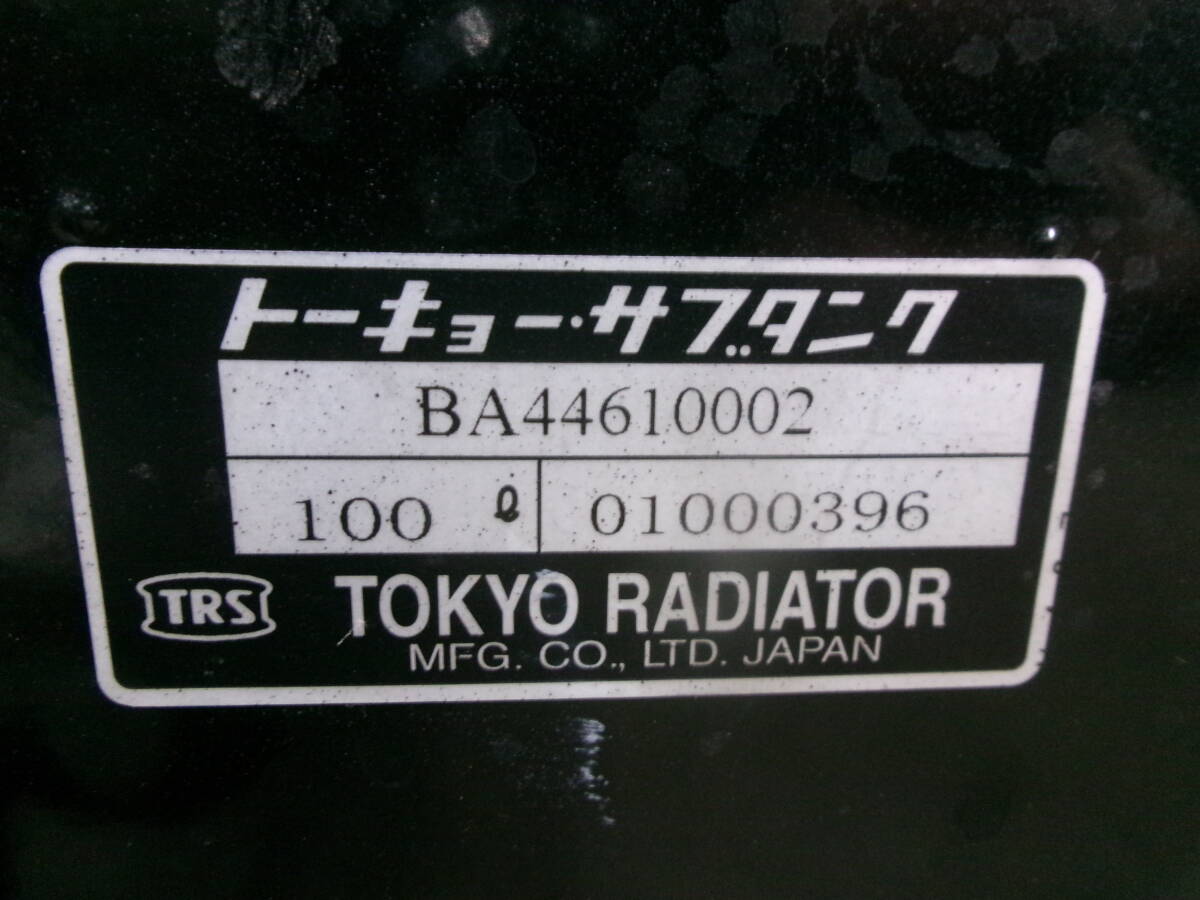 トーキョー・サブタンク
BA44610002
100 ℓ 01000396
TRS TOKYO RADIATOR
MFG. CO., LTD. JAPAN